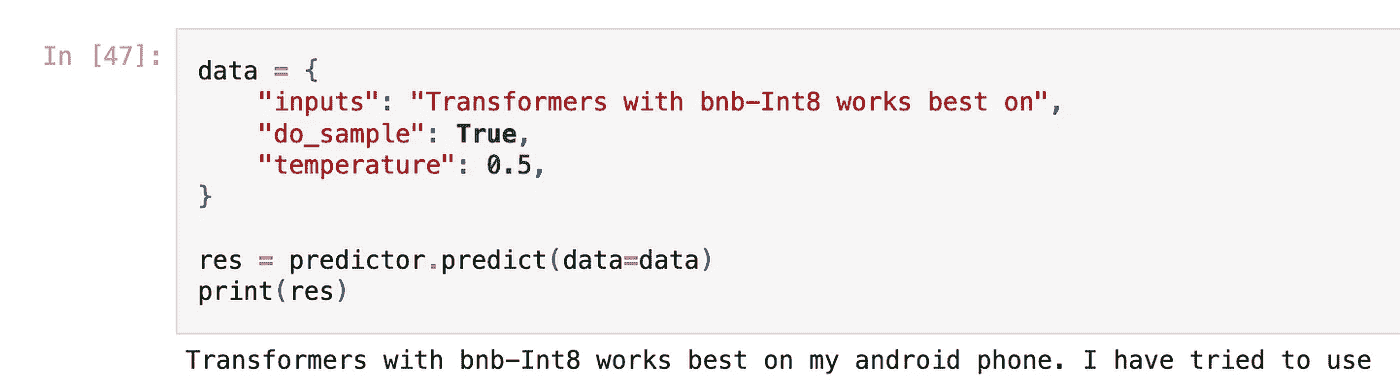 In [47]:
data = {
    "inputs": "Transformers with bnb-Int8 works best on",
    "do_sample": True,
    "temperature": 0.5,
}
res = predictor.predict(data=data)
print(res)
Transformers with bnb-Int8 works best on my android phone. I have tried to use